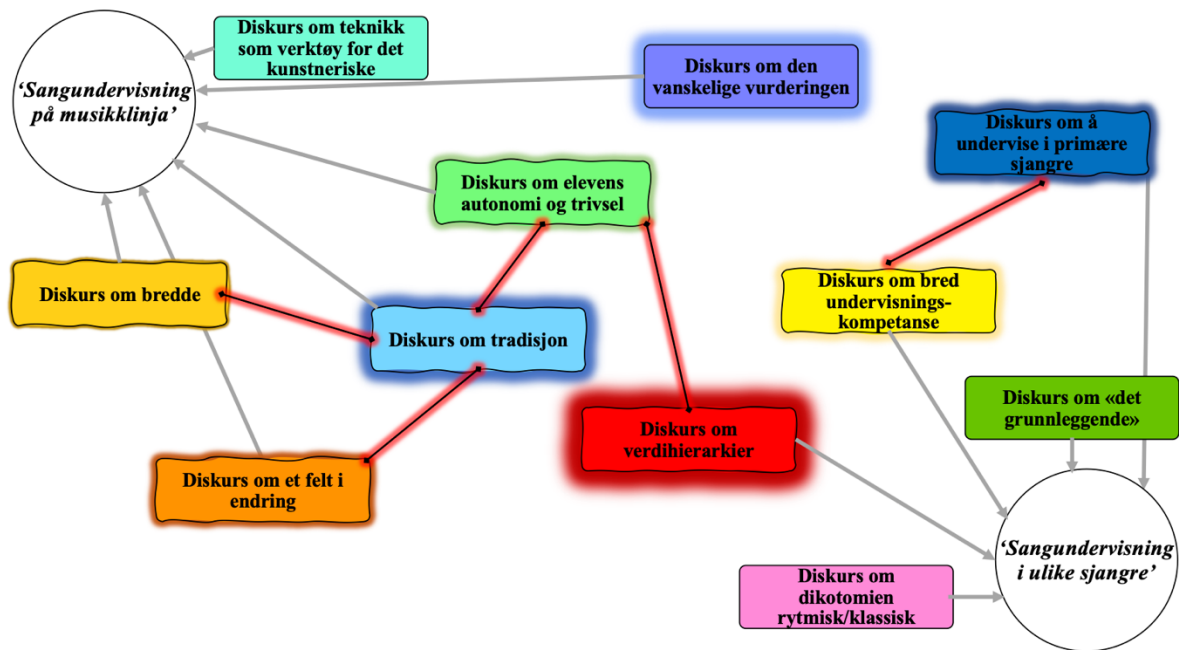 Diskurs om teknikk
som verktøy for det
kunstneriske
‘Sangundervisning
på musikklinja’
Diskurs om den
vanskelige vurderingen
Diskurs om å
undervise i primære
sjangre
Diskurs om elevens
autonomi og trivsel
Diskurs om bredde
Diskurs om bred
undervisnings-
kompetanse
Diskurs om tradisjon
Diskurs om «det
grunnleggende»
Diskurs om
verdihierarkier
Diskurs om et felt i
endring
‘Sangundervisning
i ulike sjangre’
Diskurs om
dikotomien
rytmisk/klassisk